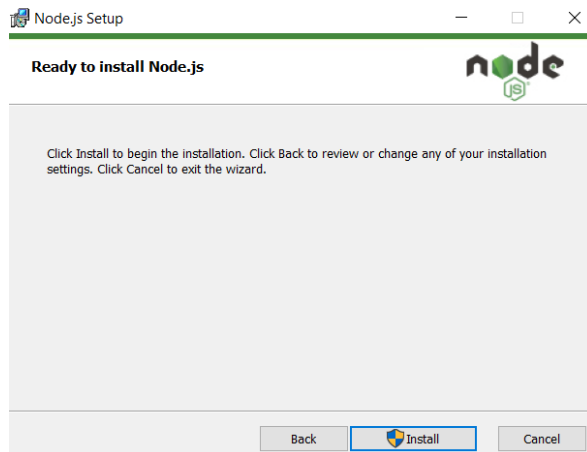 Node.js Setup
Ready to install Node.js
node
JS
Click Install to begin the installation. Click Back to review or change any of your installation
settings. Click Cancel to exit the wizard.
Back Install Cancel